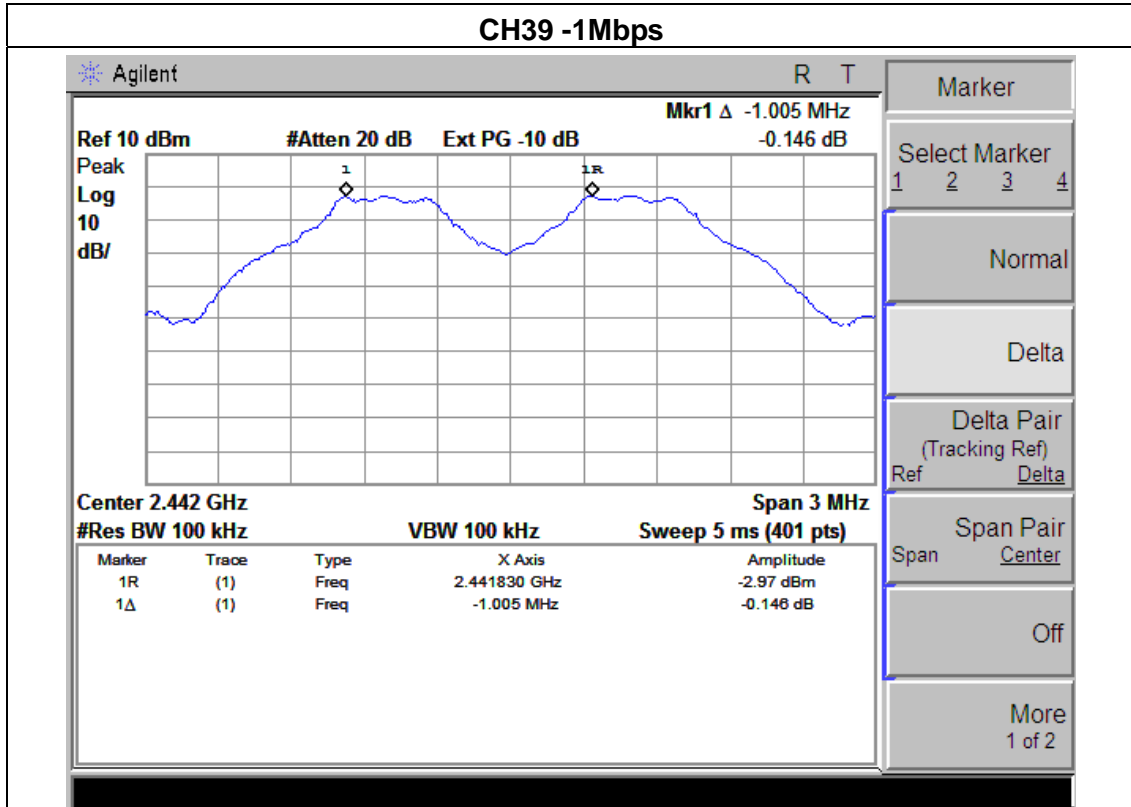 CH39 -1Mbps
Agilent R T
Mkr1 Δ -1.005 MHz
Ref 10 dBm #Atten 20 dB Ext PG -10 dB -0.146 dB
Peak
Log
10
dB/
1
1R
Center 2.442 GHz Span 3 MHz
#Res BW 100 kHz VBW 100 kHz Sweep 5 ms (401 pts)
Marker Trace Type X Axis Amplitude
1R (1) Freq 2.441830 GHz -2.97 dBm
1Δ (1) Freq -1.005 MHz -0.146 dB
Marker
Select Marker
1 2 3 4
Normal
Delta
Delta Pair
(Tracking Ref)
Ref Delta
Span Pair
Span Center
Off
More
1 of 2